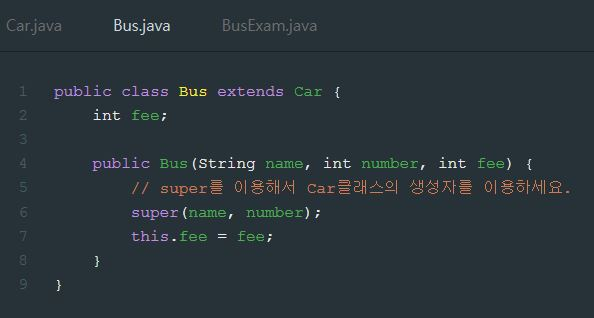 Car.java Bus.java BusExam.java
1 public class Bus extends Car {
2 int fee;
3
4 public Bus(String name, int number, int fee) {
5 // super를 이용해서 Car클래스의 생성자를 이용하세요.
6 super(name, number);
7 this.fee = fee;
8 }
9 }